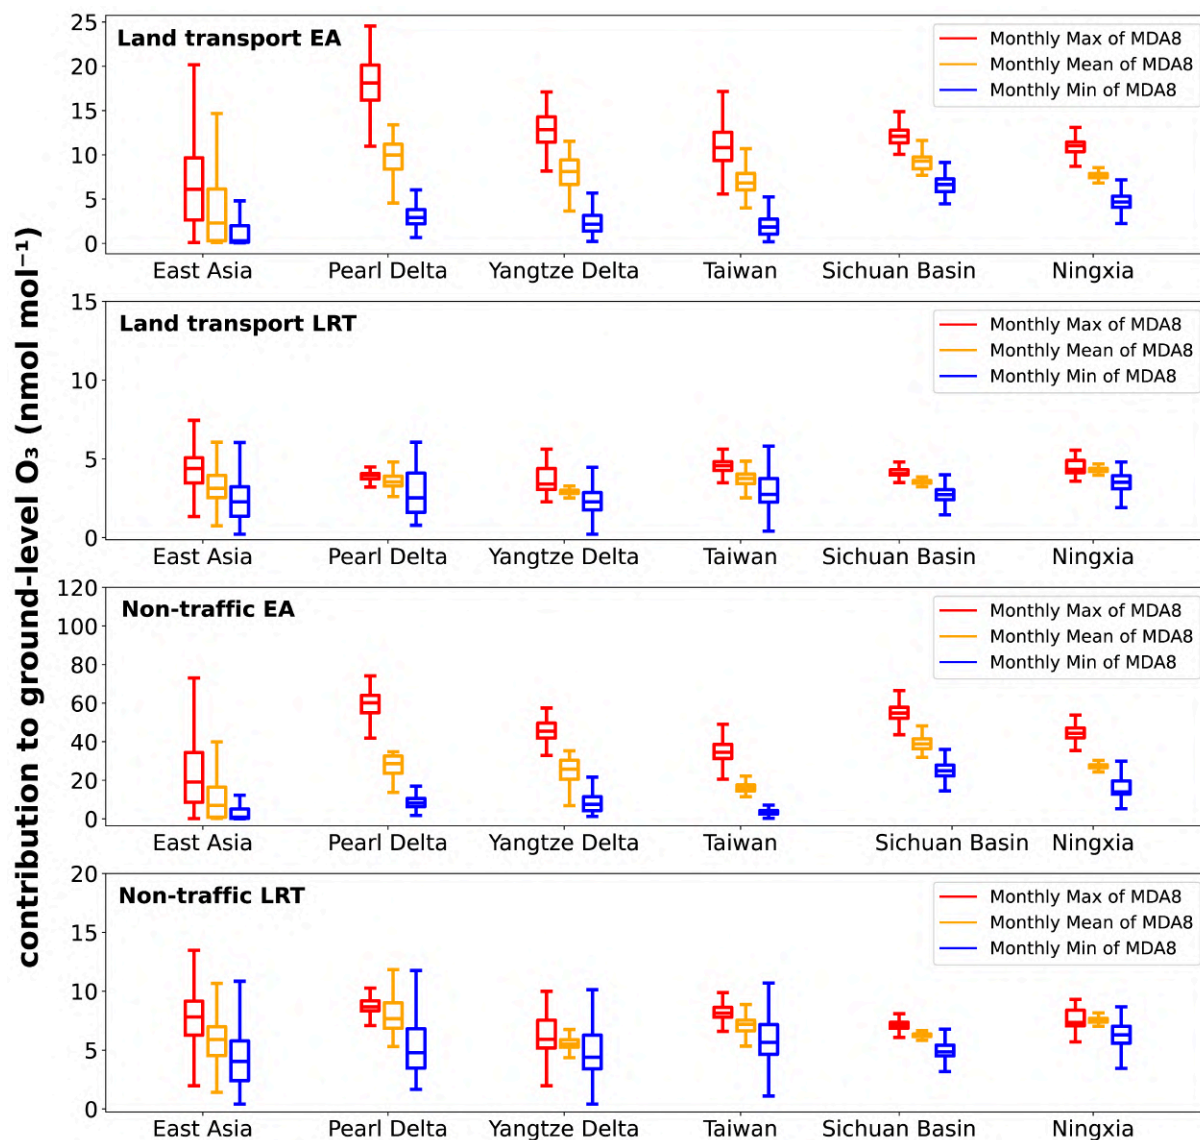 contribution to ground-level O₃ (nmol mol⁻¹)
Land transport EA
Monthly Max of MDA8
Monthly Mean of MDA8
Monthly Min of MDA8
25
20
15
10
5
0
East Asia Pearl Delta Yangtze Delta Taiwan Sichuan Basin Ningxia
Land transport LRT
Monthly Max of MDA8
Monthly Mean of MDA8
Monthly Min of MDA8
15
10
5
0
East Asia Pearl Delta Yangtze Delta Taiwan Sichuan Basin Ningxia
Non-traffic EA
Monthly Max of MDA8
Monthly Mean of MDA8
Monthly Min of MDA8
120
100
80
60
40
20
0
East Asia Pearl Delta Yangtze Delta Taiwan Sichuan Basin Ningxia
Non-traffic LRT
Monthly Max of MDA8
Monthly Mean of MDA8
Monthly Min of MDA8
20
15
10
5
0
East Asia Pearl Delta Yangtze Delta Taiwan Sichuan Basin Ningxia